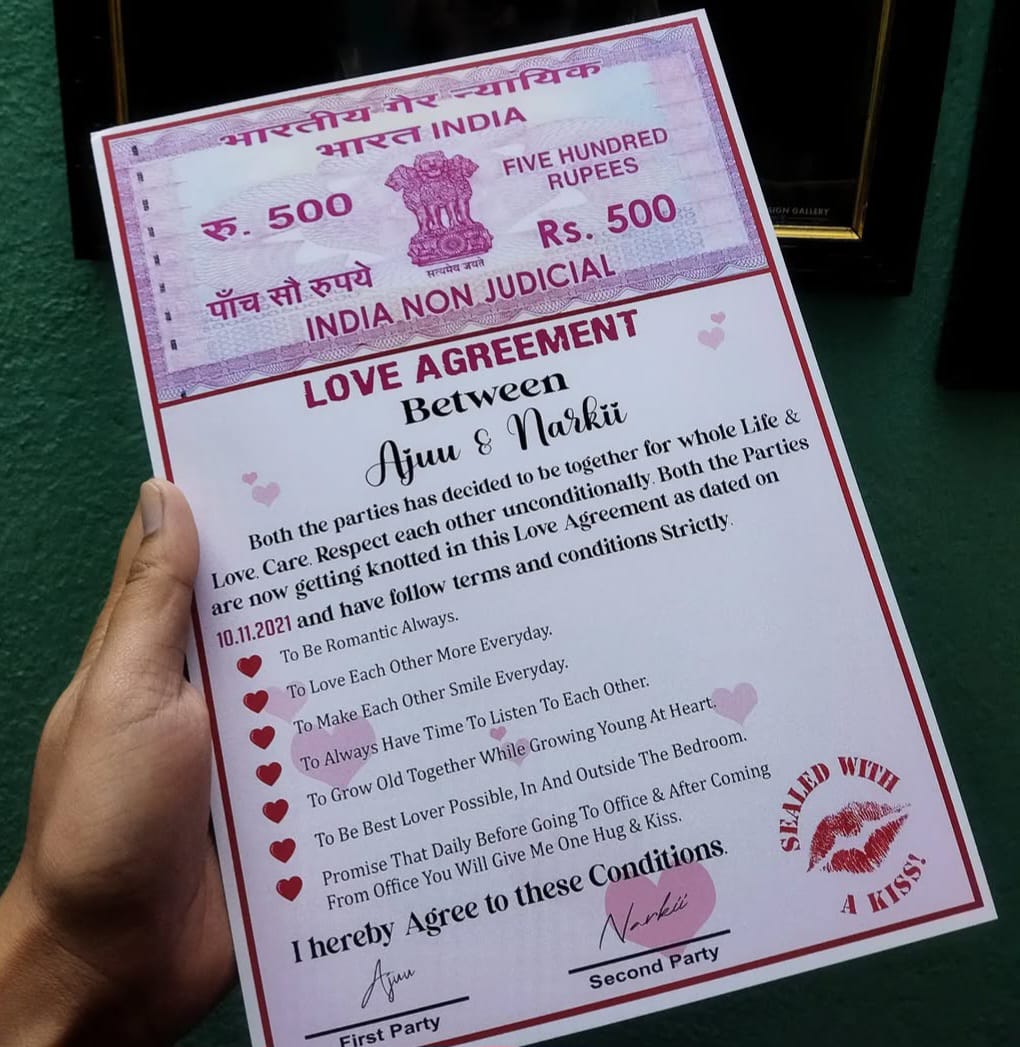 भारतीय गैर न्यायिक
भारत INDIA
रु. 500
FIVE HUNDRED
RUPEES
पाँच सौ रुपये
Rs. 500
सत्यमेव जयते
INDIA NON JUDICIAL
LOVE AGREEMENT
Between
Ajuu & Narkii
Both the parties has decided to be together for whole Life &
Love, Care, Respect each other unconditionally. Both the Parties
are now getting knotted in this Love Agreement as dated on
10.11.2021 and have follow terms and conditions Strictly.
To Be Romantic Always.
To Love Each Other More Everyday.
To Make Each Other Smile Everyday.
To Always Have Time To Listen To Each Other.
To Grow Old Together While Growing Young At Heart.
To Be Best Lover Possible, In And Outside The Bedroom.
Promise That Daily Before Going To Office & After Coming
From Office You Will Give Me One Hug & Kiss.
I hereby Agree to these Conditions.
SEALED WITH
A KISS!
Ajuu
First Party
Narkii
Second Party
IGN GALLERY